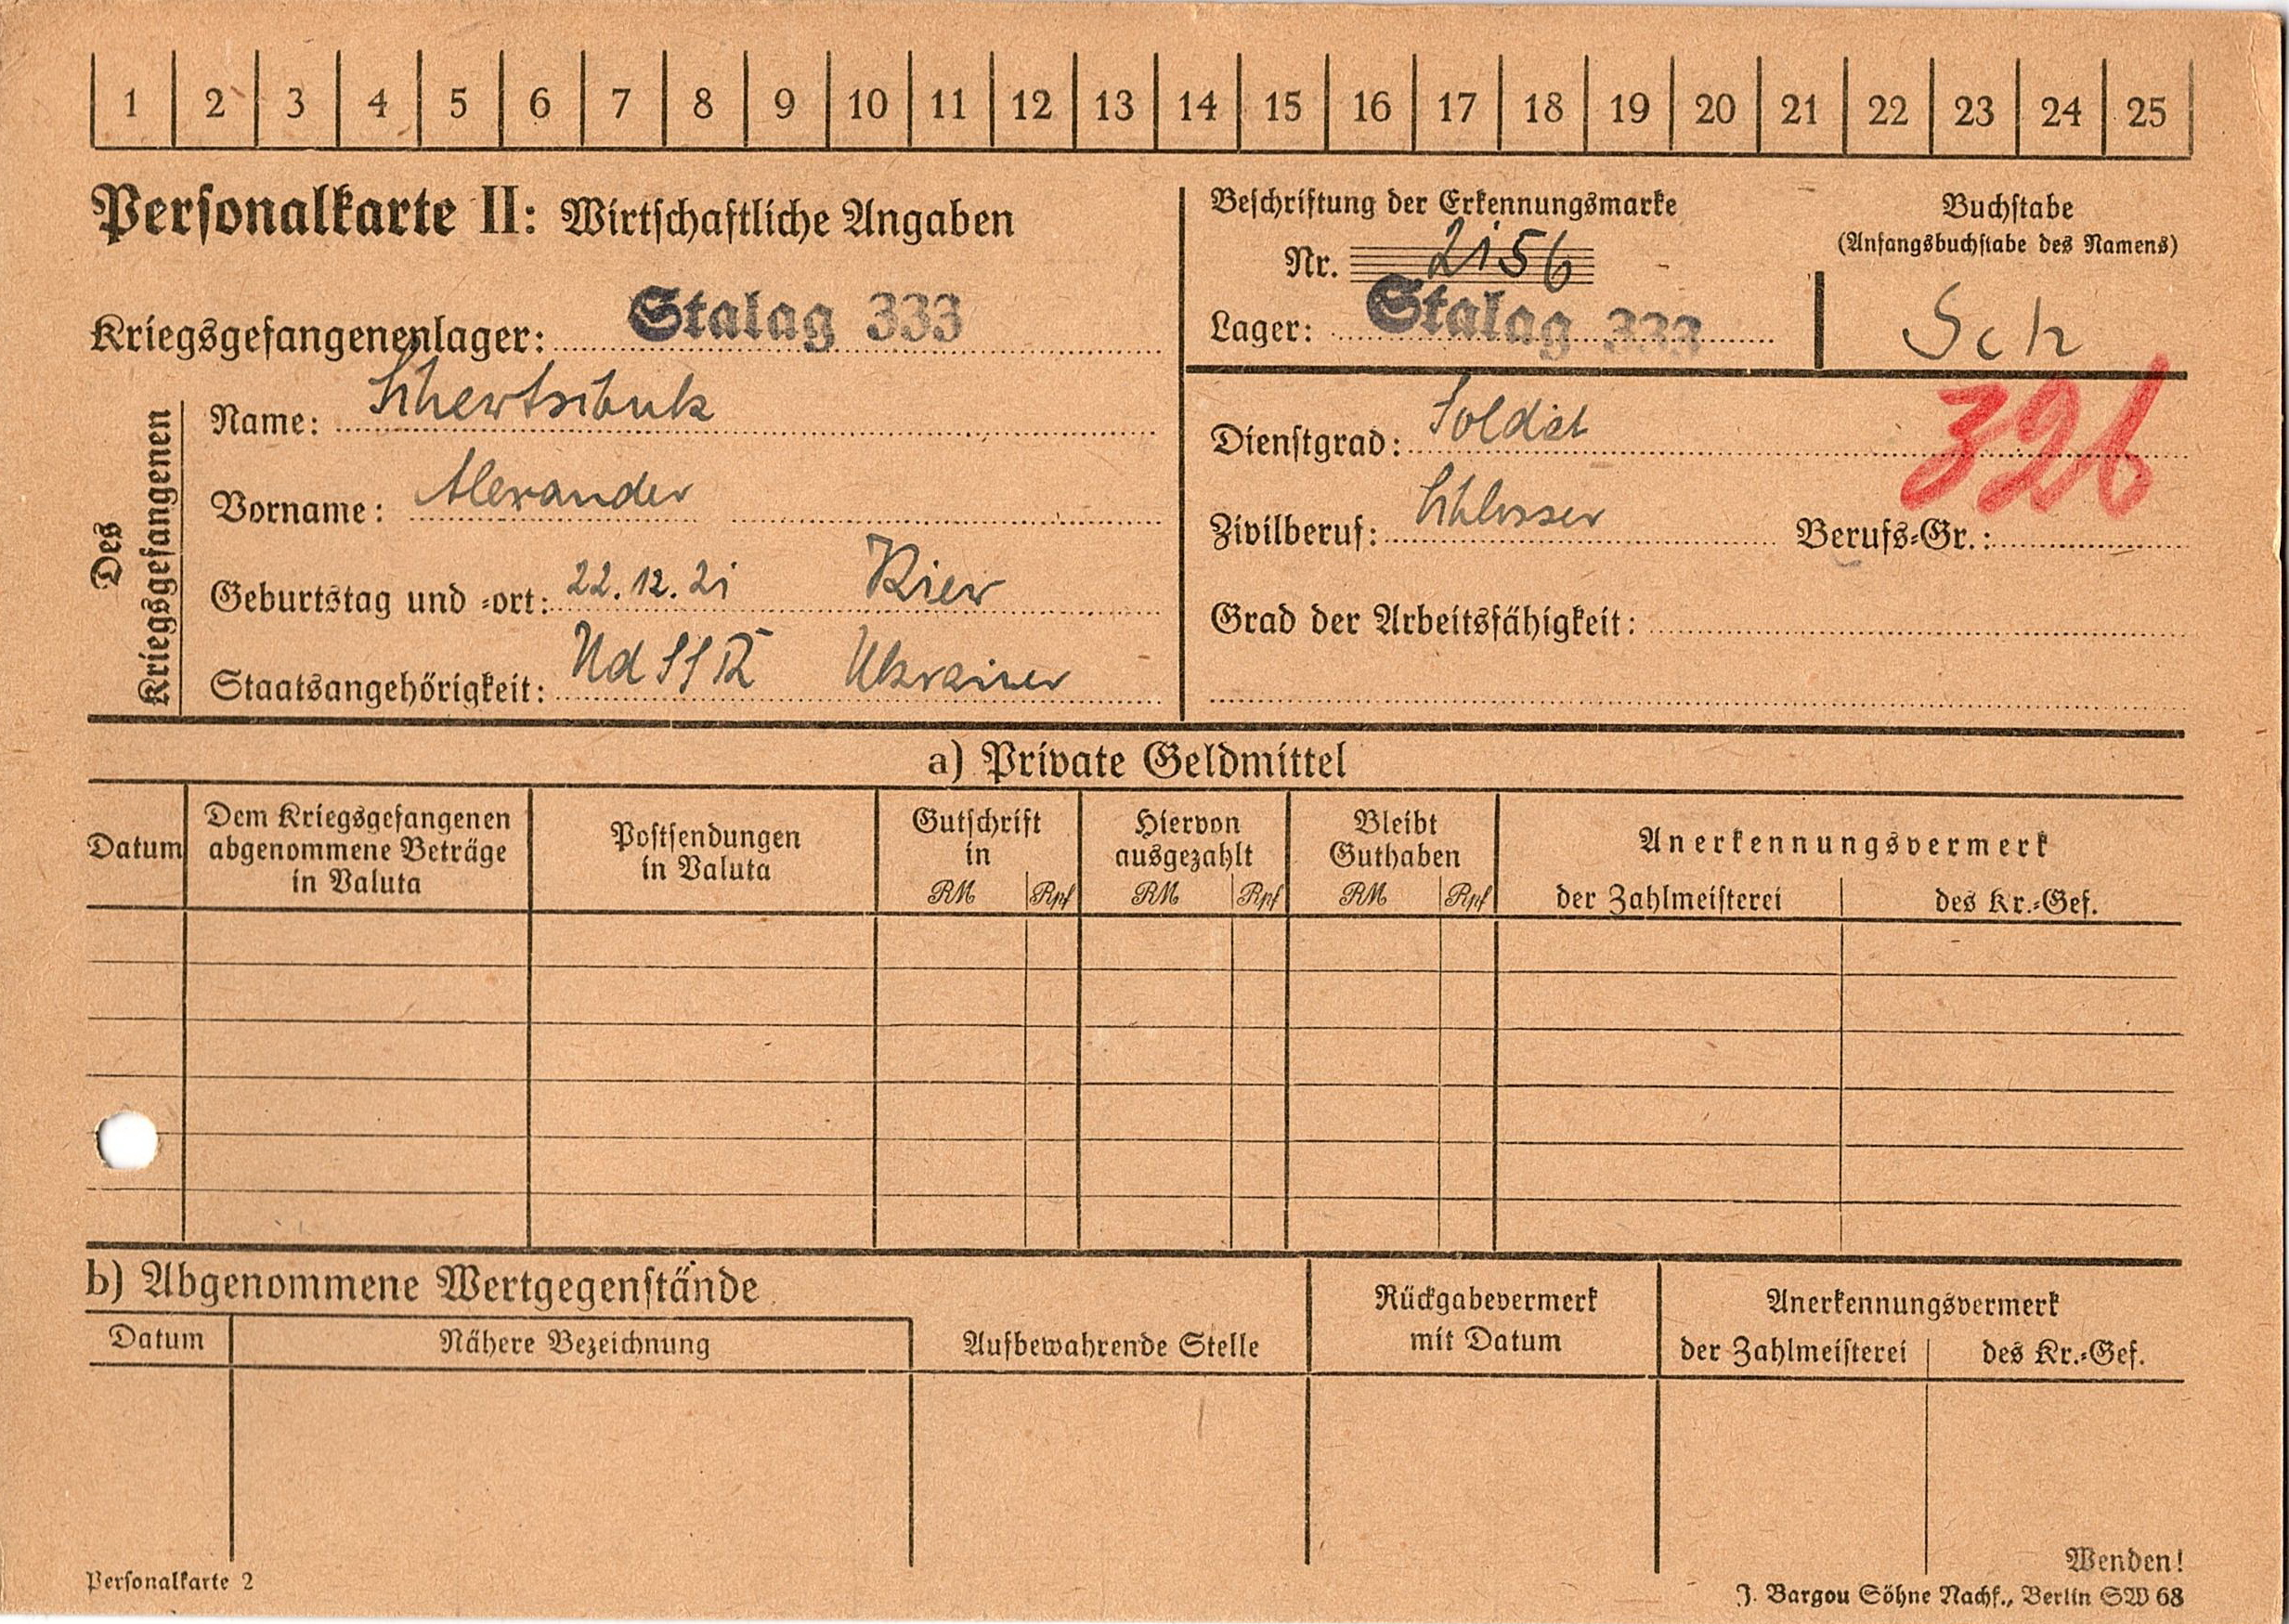 1 2 3 4 5 6 7 8 9 10 11 12 13 14 15 16 17 18 19 20 21 22 23 24 25
Personalkarte II: Wirtschaftliche Angaben
Kriegsgefangenenlager: Stalag 333
Des Kriegsgefangenen
Name: Schewtschuk
Vorname: Alexander
Geburtstag und -ort: 22.12.21 Kiew
Staatsangehörigkeit: UdSSR Ukrainer
Beschriftung der Erkennungsmarke
Nr. 2156
Lager: Stalag 333
Buchstabe
(Anfangsbuchstabe des Namens)
Sch
326
Dienstgrad: Soldat
Zivilberuf: Schlosser Berufs-Gr.:
Grad der Arbeitsfähigkeit:
a) Private Geldmittel
Datum
Dem Kriegsgefangenen
abgenommene Beträge
in Valuta
Postsendungen
in Valuta
Gutschrift
in
RM Rpf
Hiervon
ausgezahlt
RM Rpf
Bleibt
Guthaben
RM Rpf
Anerkennungsvermerk
der Zahlmeisterei des Kr.-Gef.
b) Abgenommene Wertgegenstände
Datum Nähere Bezeichnung
Aufbewahrende Stelle
Rückgabevermerk
mit Datum
Anerkennungsvermerk
der Zahlmeisterei des Kr.-Gef.
Wenden!
Personalkarte 2
J. Bargou Söhne Nachf., Berlin SW 68